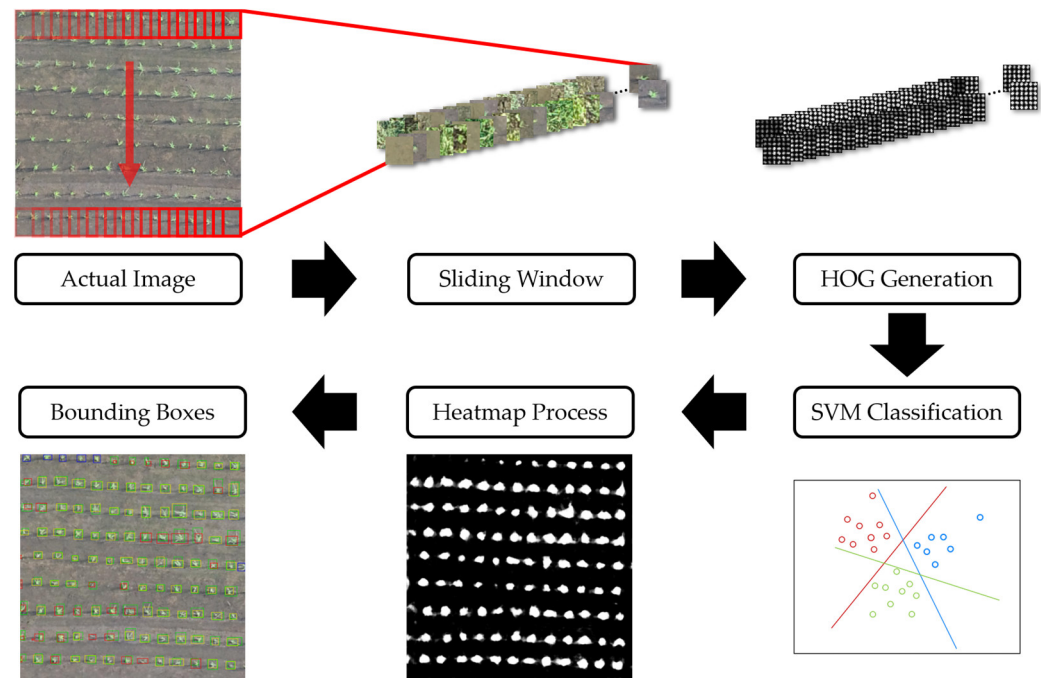 Actual Image
Sliding Window
HOG Generation
SVM Classification
Heatmap Process
Bounding Boxes